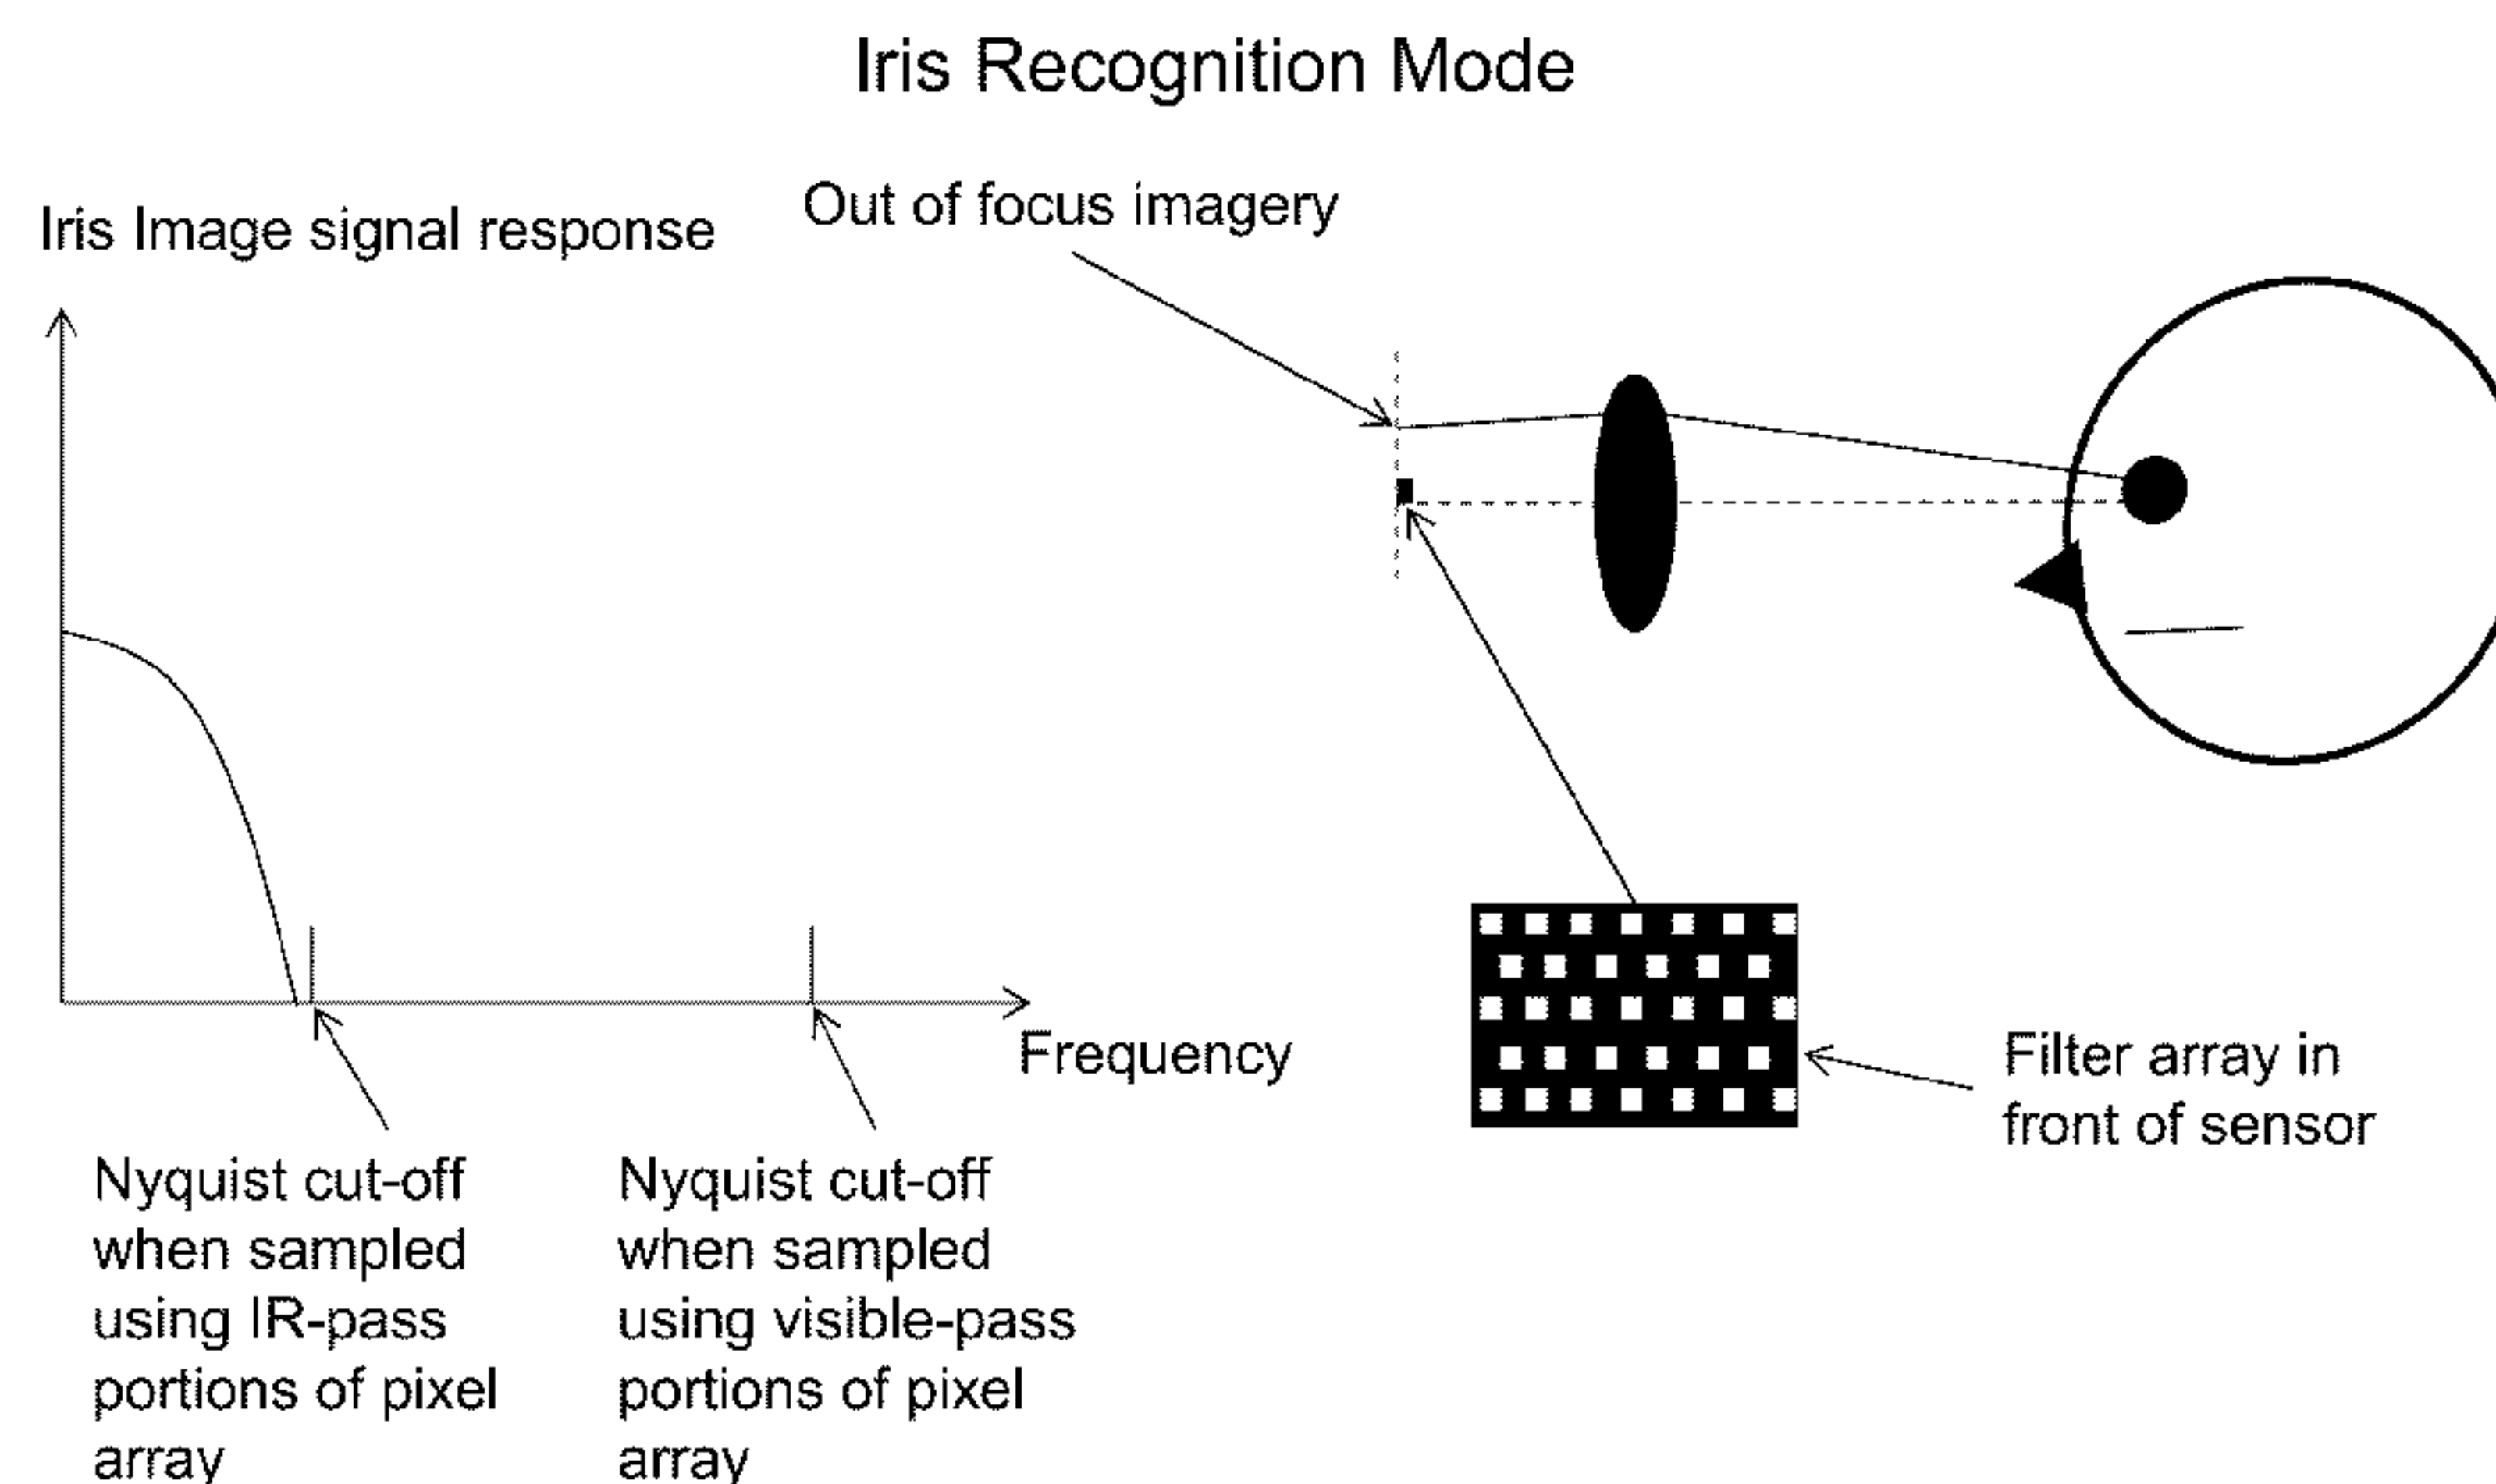 Iris Recognition Mode
Iris Image signal response
Out of focus imagery
Frequency
Nyquist cut-off
when sampled
using IR-pass
portions of pixel
array
Nyquist cut-off
when sampled
using visible-pass
portions of pixel
array
Filter array in
front of sensor